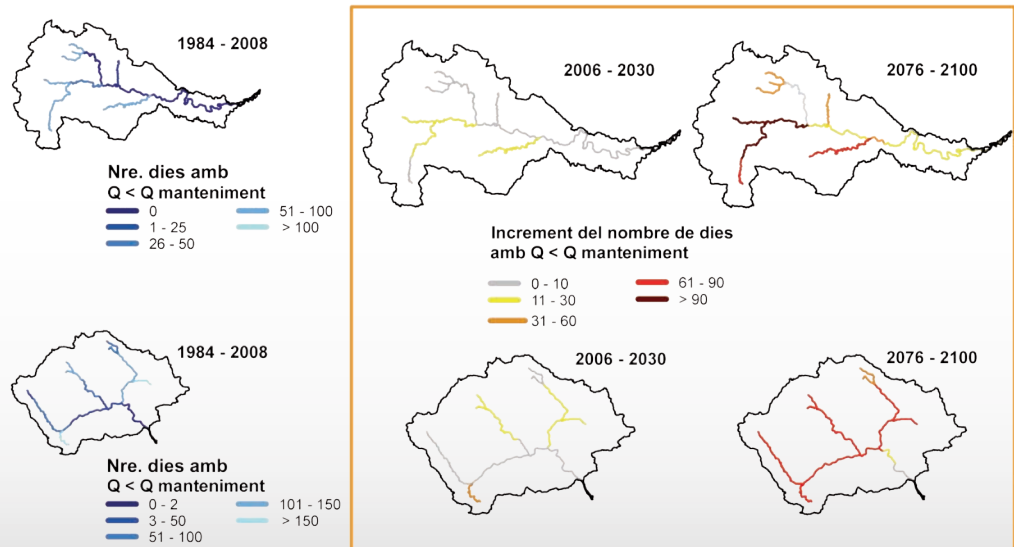 1984 - 2008
Nre. dies amb
Q < Q manteniment
0
1 - 25
26 - 50
51 - 100
> 100
1984 - 2008
Nre. dies amb
Q < Q manteniment
0 - 2
3 - 50
51 - 100
101 - 150
> 150
2006 - 2030
2076 - 2100
Increment del nombre de dies
amb Q < Q manteniment
0 - 10
11 - 30
31 - 60
61 - 90
> 90
2006 - 2030
2076 - 2100